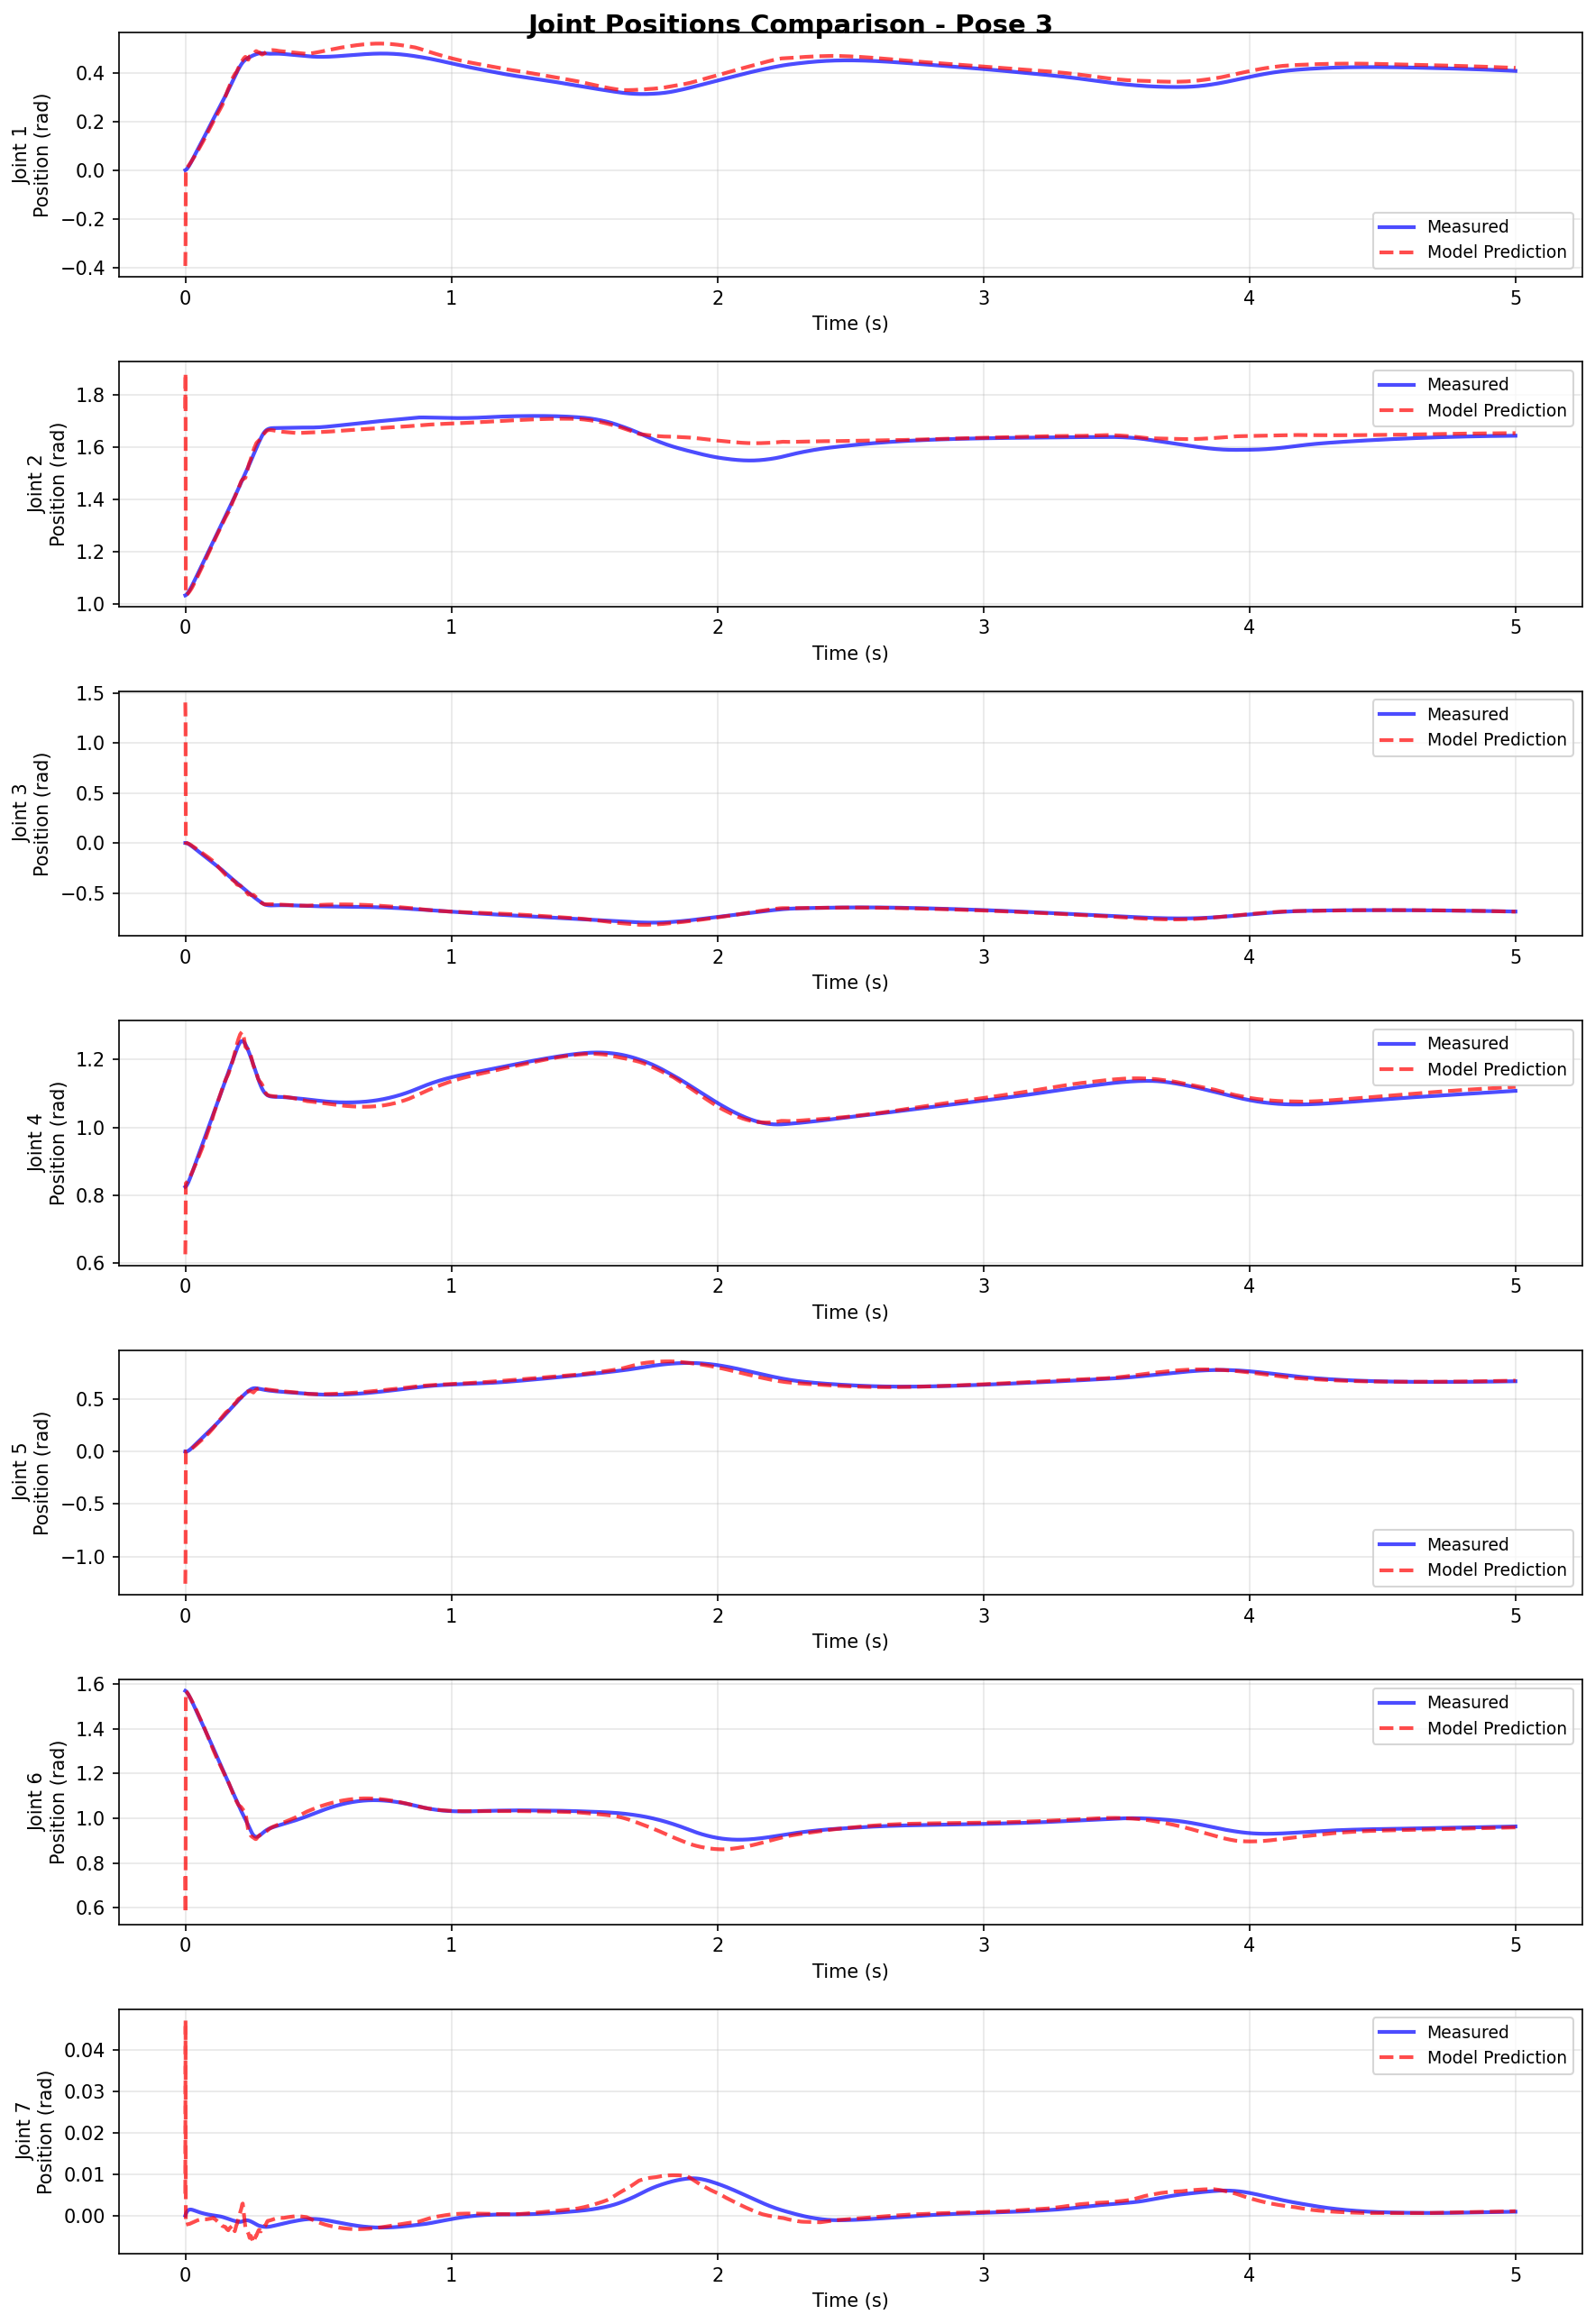 Joint Positions Comparison - Pose 3
Joint 1
Position (rad)
0.4
0.2
0.0
−0.2
−0.4
Measured
Model Prediction
0 1 2 3 4 5
Time (s)
Joint 2
Position (rad)
1.8
1.6
1.4
1.2
1.0
Measured
Model Prediction
0 1 2 3 4 5
Time (s)
Joint 3
Position (rad)
1.5
1.0
0.5
0.0
−0.5
Measured
Model Prediction
0 1 2 3 4 5
Time (s)
Joint 4
Position (rad)
1.2
1.0
0.8
0.6
Measured
Model Prediction
0 1 2 3 4 5
Time (s)
Joint 5
Position (rad)
0.5
0.0
−0.5
−1.0
Measured
Model Prediction
0 1 2 3 4 5
Time (s)
Joint 6
Position (rad)
1.6
1.4
1.2
1.0
0.8
0.6
Measured
Model Prediction
0 1 2 3 4 5
Time (s)
Joint 7
Position (rad)
0.04
0.03
0.02
0.01
0.00
Measured
Model Prediction
0 1 2 3 4 5
Time (s)